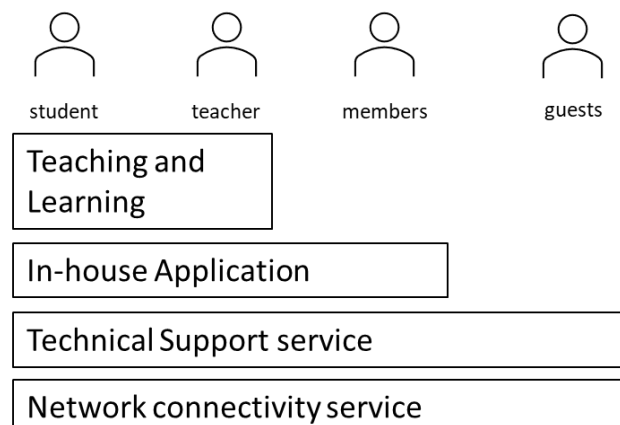 student teacher members guests
Teaching and
Learning
In-house Application
Technical Support service
Network connectivity service